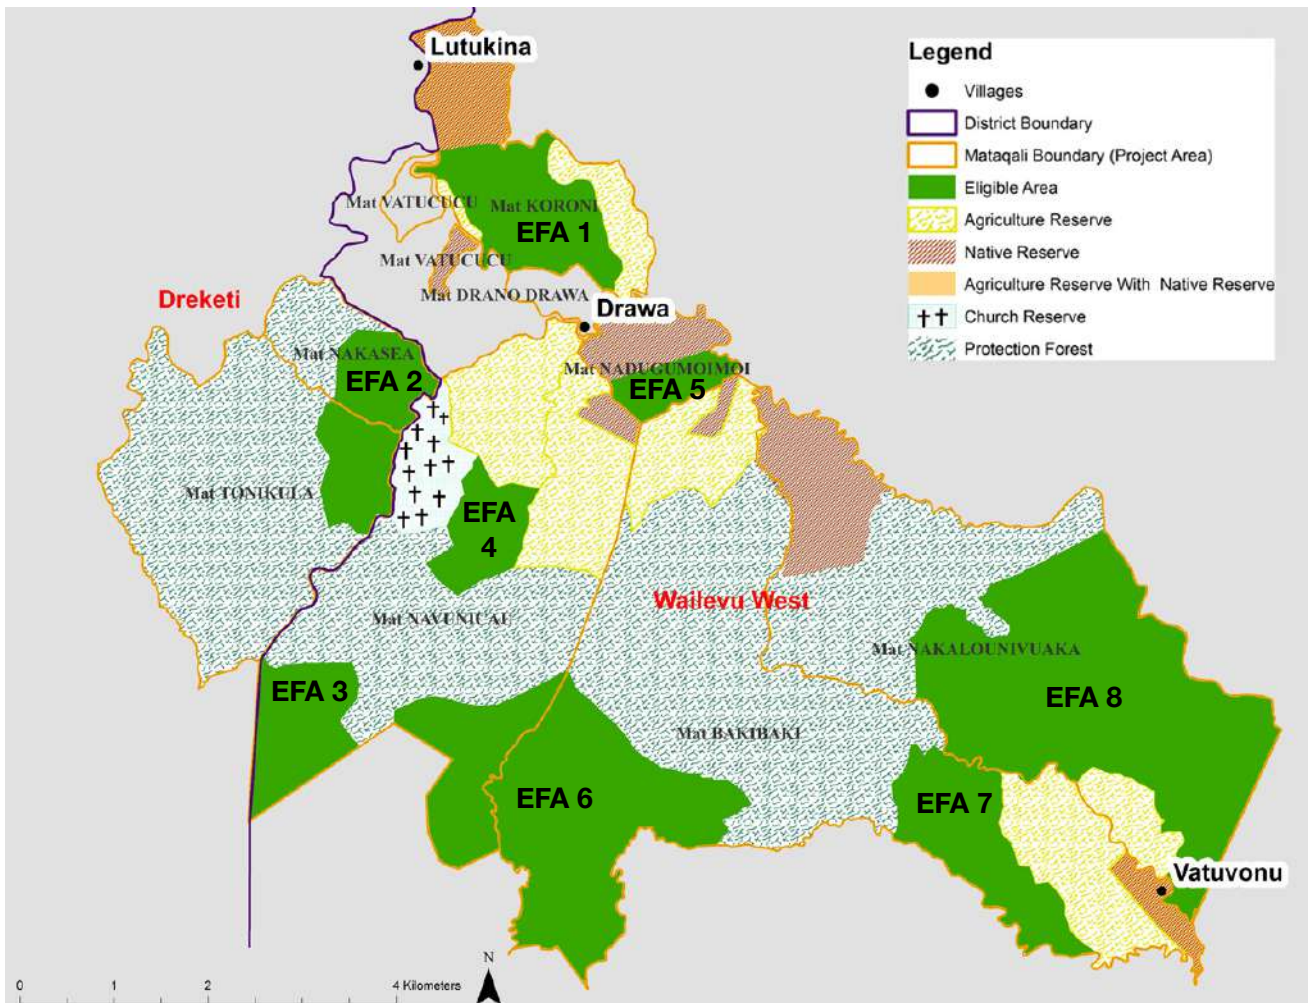 Lutukina
Legend
Villages
District Boundary
Mataqali Boundary (Project Area)
Eligible Area
Agriculture Reserve
Native Reserve
Agriculture Reserve With Native Reserve
Church Reserve
Protection Forest
Mat VATUCUCU
Mat KORONI
EFA 1
Mat VATUCUCU
Mat DRANO DRAWA
Dreketi
Drawa
Mat NAKASEA
EFA 2
Mat NADUGUMOIMOI
EFA 5
Mat TONIKULA
EFA
4
Wailevu West
Mat NAVUNICAU
Mat NAKALOUNIVUAKA
EFA 3
EFA 8
Mat BAKIBAKI
EFA 6
EFA 7
Vatuvonu
N
0 1 2 4 Kilometers